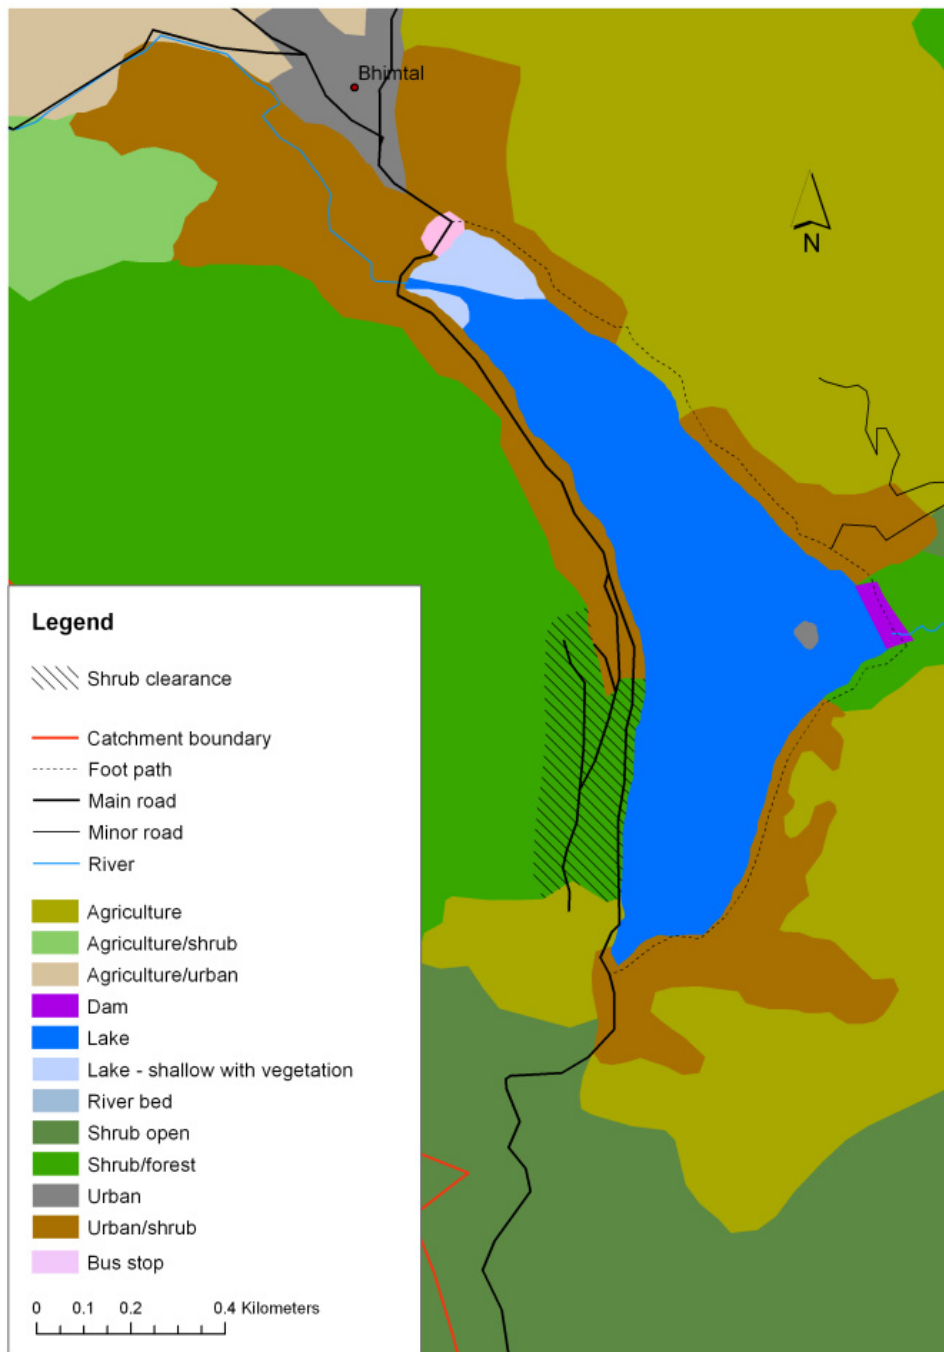 Bhimtal
N
Legend
Shrub clearance
Catchment boundary
Foot path
Main road
Minor road
River
Agriculture
Agriculture/shrub
Agriculture/urban
Dam
Lake
Lake - shallow with vegetation
River bed
Shrub open
Shrub/forest
Urban
Urban/shrub
Bus stop
0 0.1 0.2 0.4 Kilometers